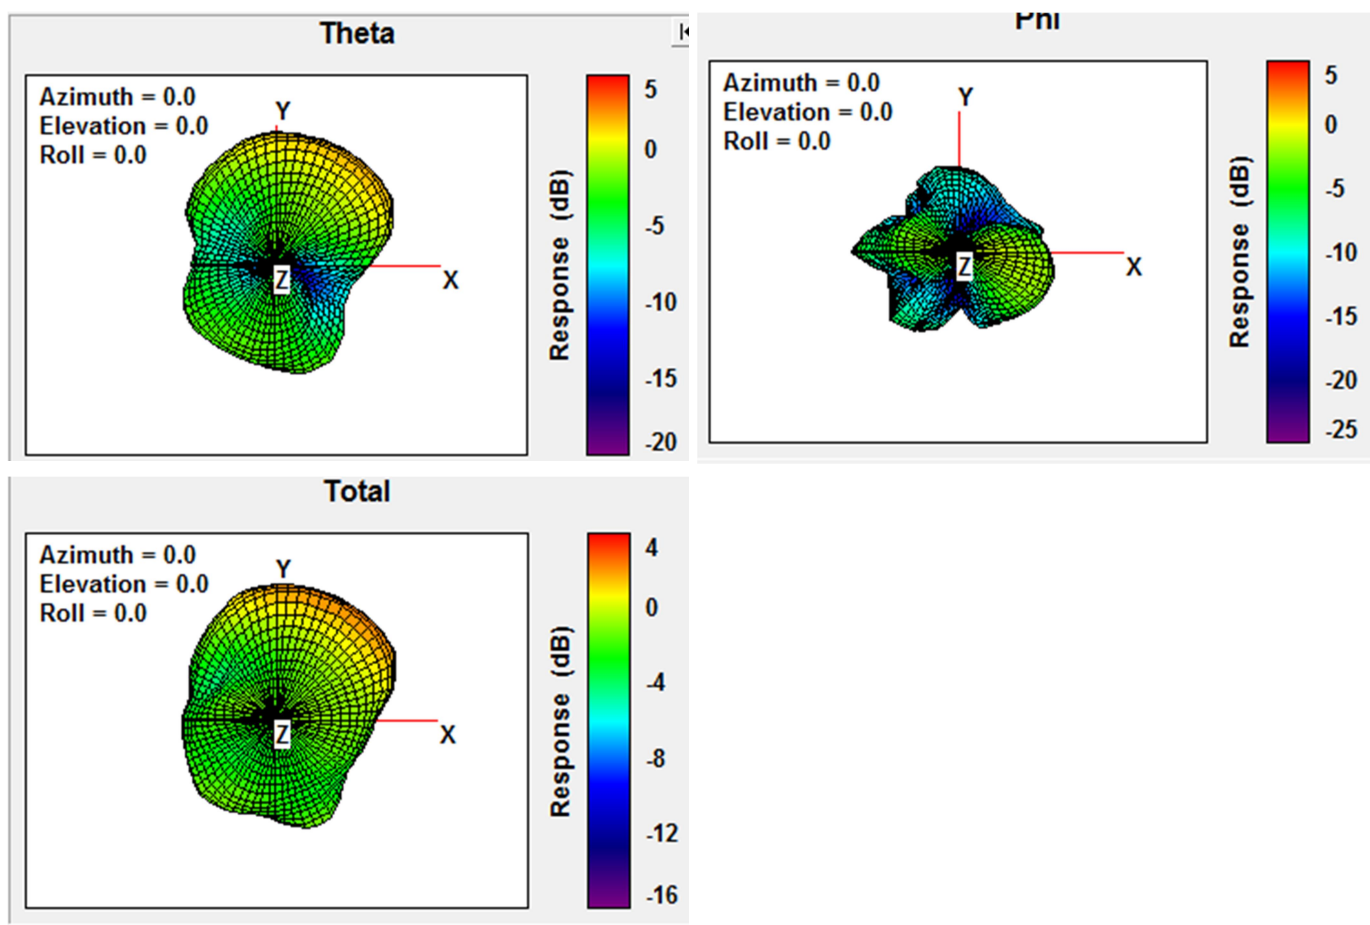 Theta
Azimuth = 0.0
Elevation = 0.0
Roll = 0.0
Y
X
Z
Response (dB)
5
0
-5
-10
-15
-20
Phi
Azimuth = 0.0
Elevation = 0.0
Roll = 0.0
Y
X
Z
Response (dB)
5
0
-5
-10
-15
-20
-25
Total
Azimuth = 0.0
Elevation = 0.0
Roll = 0.0
Y
X
Z
Response (dB)
4
0
-4
-8
-12
-16